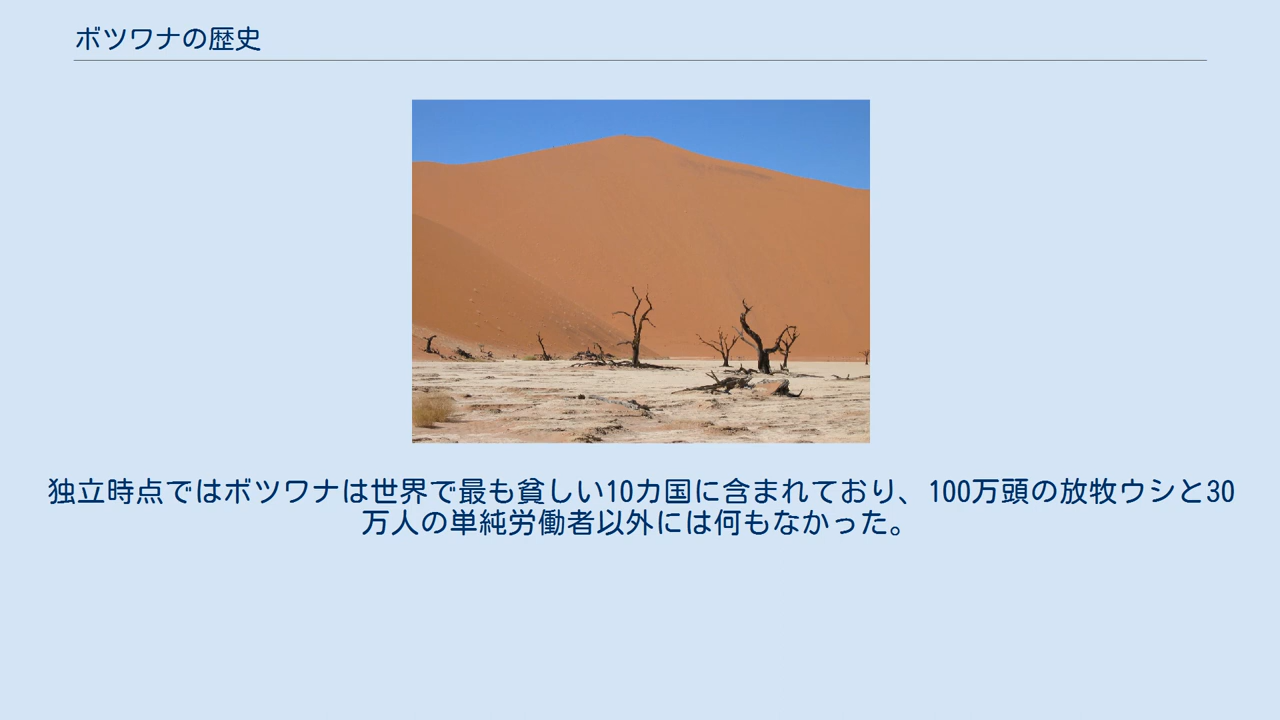 ボツワナの歴史
独立時点ではボツワナは世界で最も貧しい10カ国に含まれており、100万頭の放牧ウシと30
万人の単純労働者以外には何もなかった。